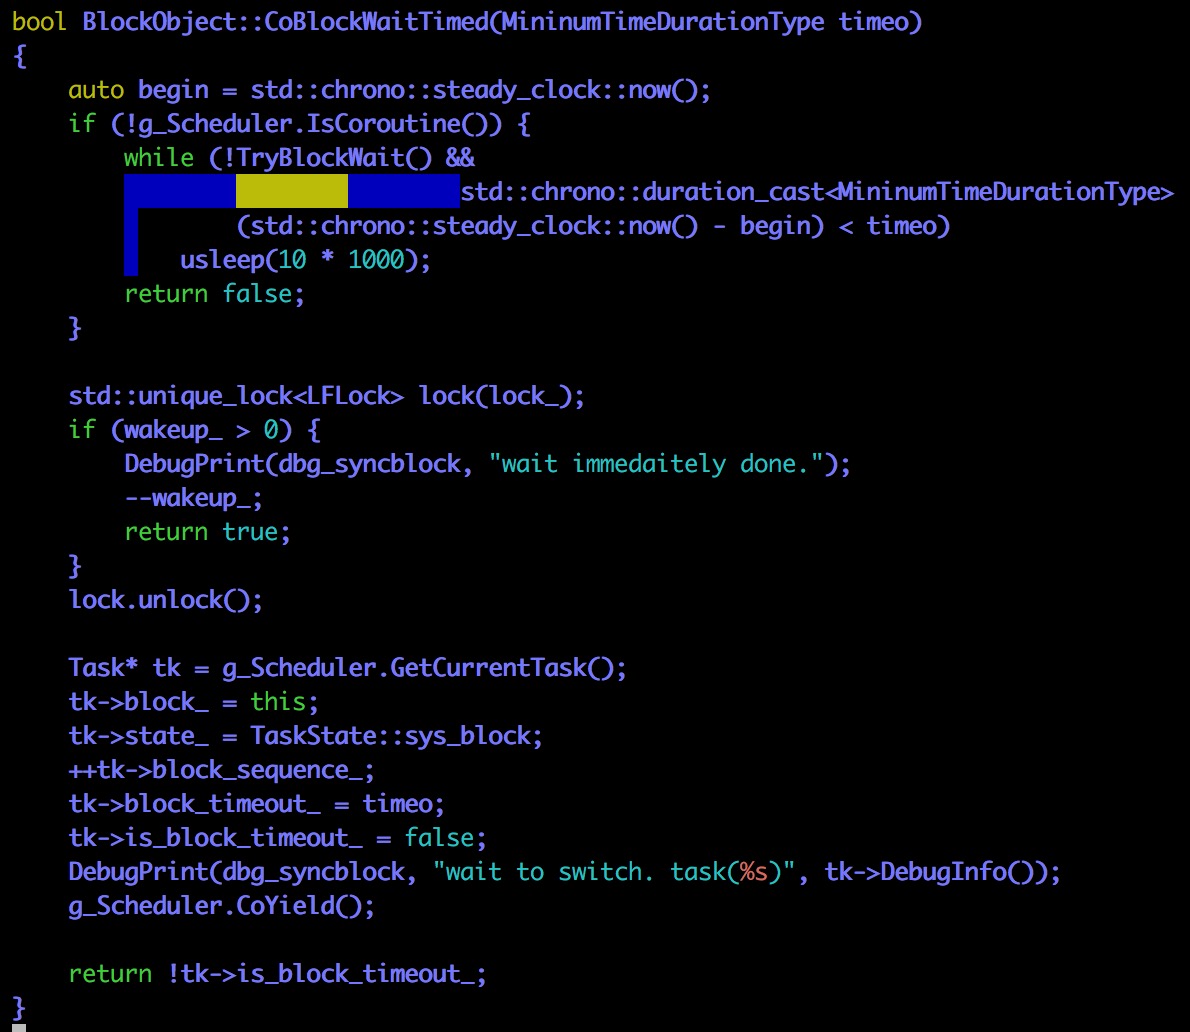 bool BlockObject::CoBlockWaitTimed(MininumTimeDurationType timeo)
{
    auto begin = std::chrono::steady_clock::now();
    if (!g_Scheduler.IsCoroutine()) {
        while (!TryBlockWait() &&
                                std::chrono::duration_cast<MininumTimeDurationType>
                (std::chrono::steady_clock::now() - begin) < timeo)
            usleep(10 * 1000);
        return false;
    }

    std::unique_lock<LFLock> lock(lock_);
    if (wakeup_ > 0) {
        DebugPrint(dbg_syncblock, "wait immedaitely done.");
        --wakeup_;
        return true;
    }
    lock.unlock();

    Task* tk = g_Scheduler.GetCurrentTask();
    tk->block_ = this;
    tk->state_ = TaskState::sys_block;
    ++tk->block_sequence_;
    tk->block_timeout_ = timeo;
    tk->is_block_timeout_ = false;
    DebugPrint(dbg_syncblock, "wait to switch. task(%s)", tk->DebugInfo());
    g_Scheduler.CoYield();

    return !tk->is_block_timeout_;
}